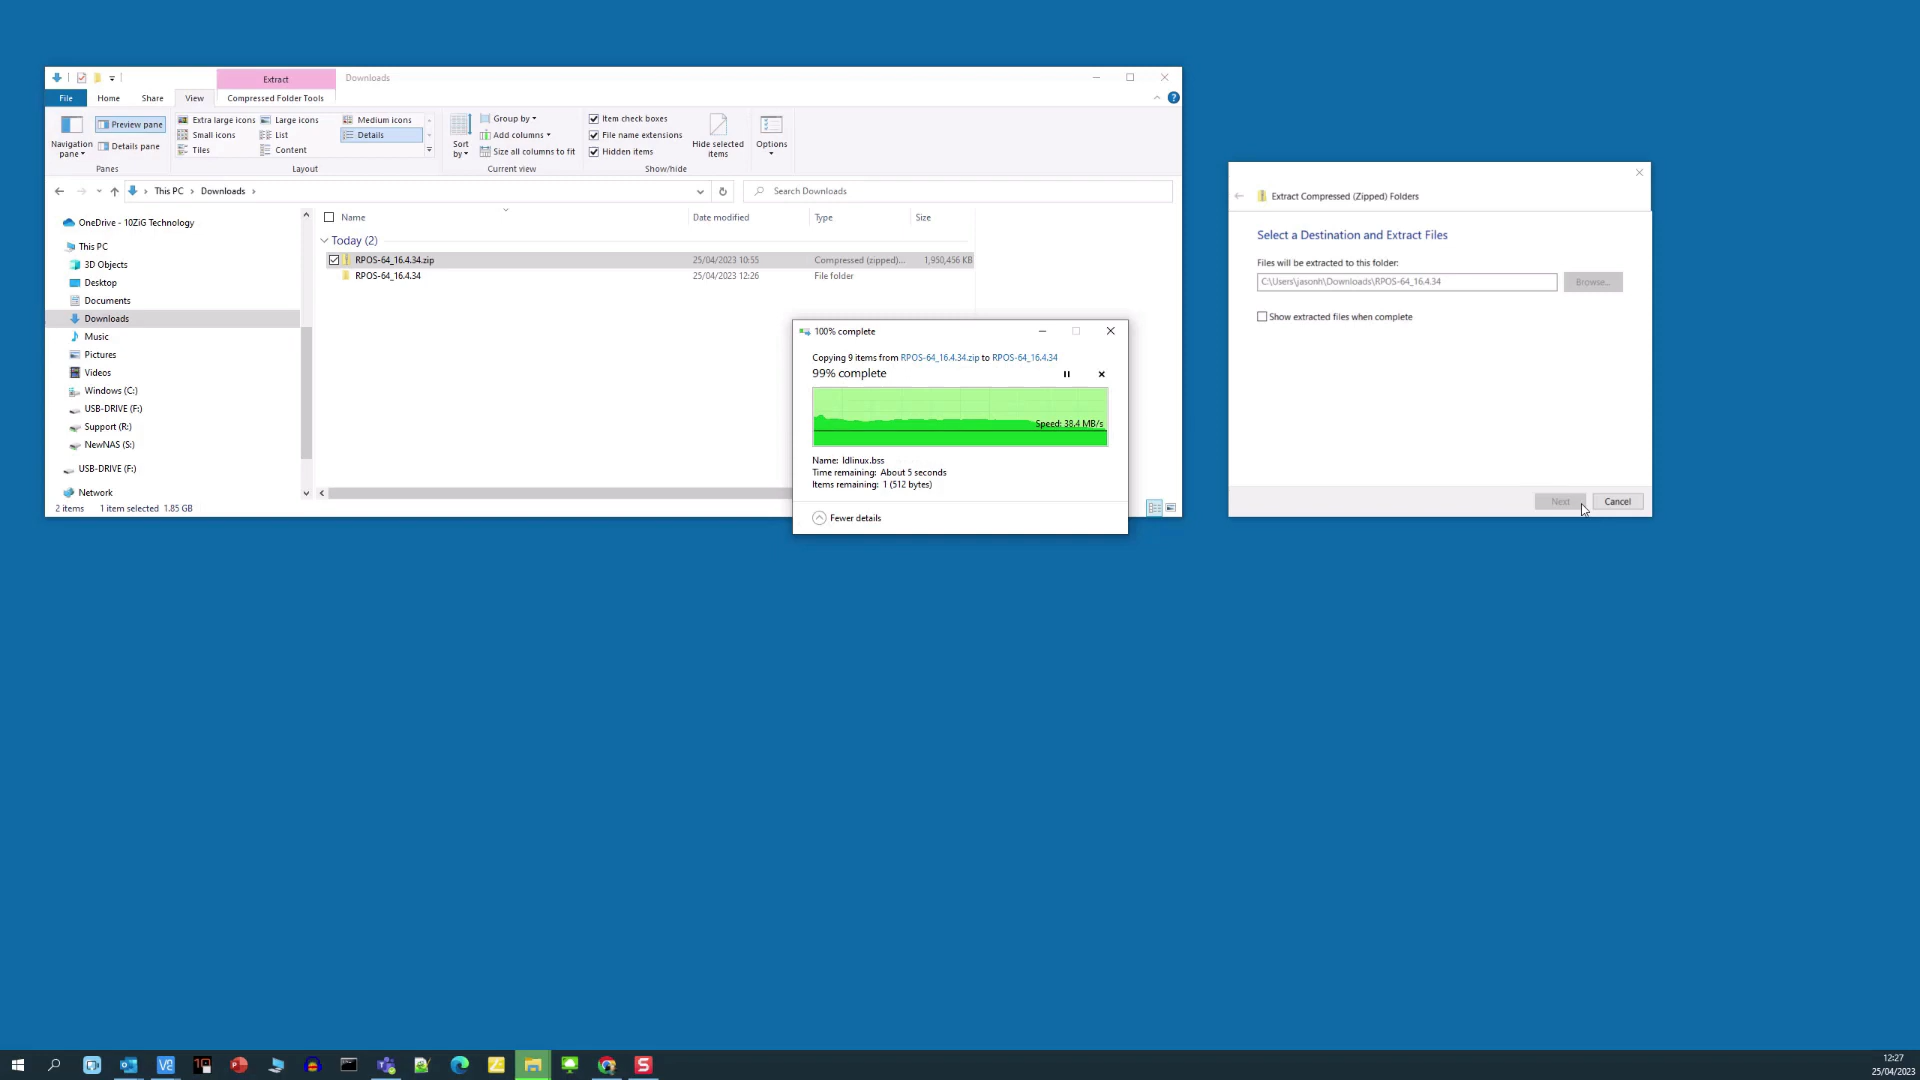 Extract
Downloads
File
Home
Share
View
Compressed Folder Tools
Navigation pane
Preview pane
Details pane
Panes
Extra large icons
Large icons
Medium icons
Small icons
List
Details
Tiles
Content
Layout
Sort by
Group by
Add columns
Size all columns to fit
Current view
Item check boxes
File name extensions
Hidden items
Hide selected items
Show/hide
Options
This PC
Downloads
Search Downloads
OneDrive - 10ZiG Technology
This PC
3D Objects
Desktop
Documents
Downloads
Music
Pictures
Videos
Windows (C:)
USB-DRIVE (F:)
Support (R:)
NewNAS (S:)
USB-DRIVE (F:)
Network
Name
Date modified
Type
Size
Today (2)
RPOS-64_16.4.34.zip
25/04/2023 10:55
Compressed (zipped)...
1,950,456 KB
RPOS-64_16.4.34
25/04/2023 12:26
File folder
2 items
1 item selected 1.85 GB
100% complete
Copying 9 items from RPOS-64_16.4.34.zip to RPOS-64_16.4.34
99% complete
Speed: 38.4 MB/s
Name: ldlinux.bss
Time remaining: About 5 seconds
Items remaining: 1 (512 bytes)
Fewer details
Extract Compressed (Zipped) Folders
Select a Destination and Extract Files
Files will be extracted to this folder:
C:\Users\jasonh\Downloads\RPOS-64_16.4.34
Browse...
Show extracted files when complete
Next
Cancel
12:27
25/04/2023